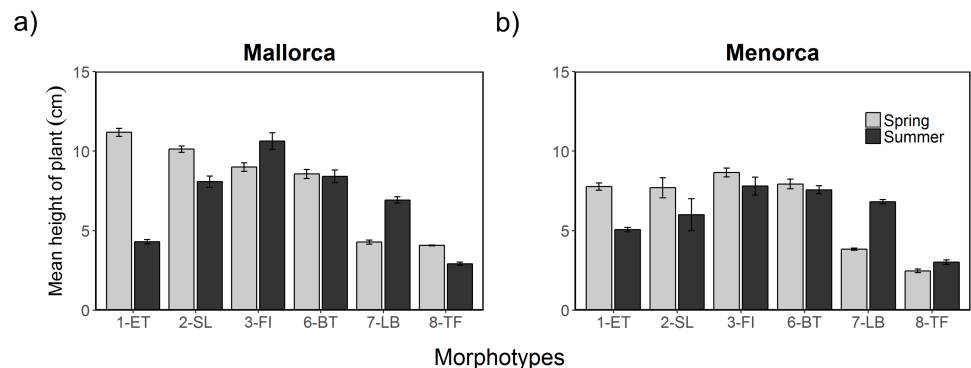 a)
Mallorca
Mean height of plant (cm)
15
10
5
0
1-ET 2-SL 3-FI 6-BT 7-LB 8-TF
b)
Menorca
15
10
5
0
Spring
Summer
1-ET 2-SL 3-FI 6-BT 7-LB 8-TF
Morphotypes